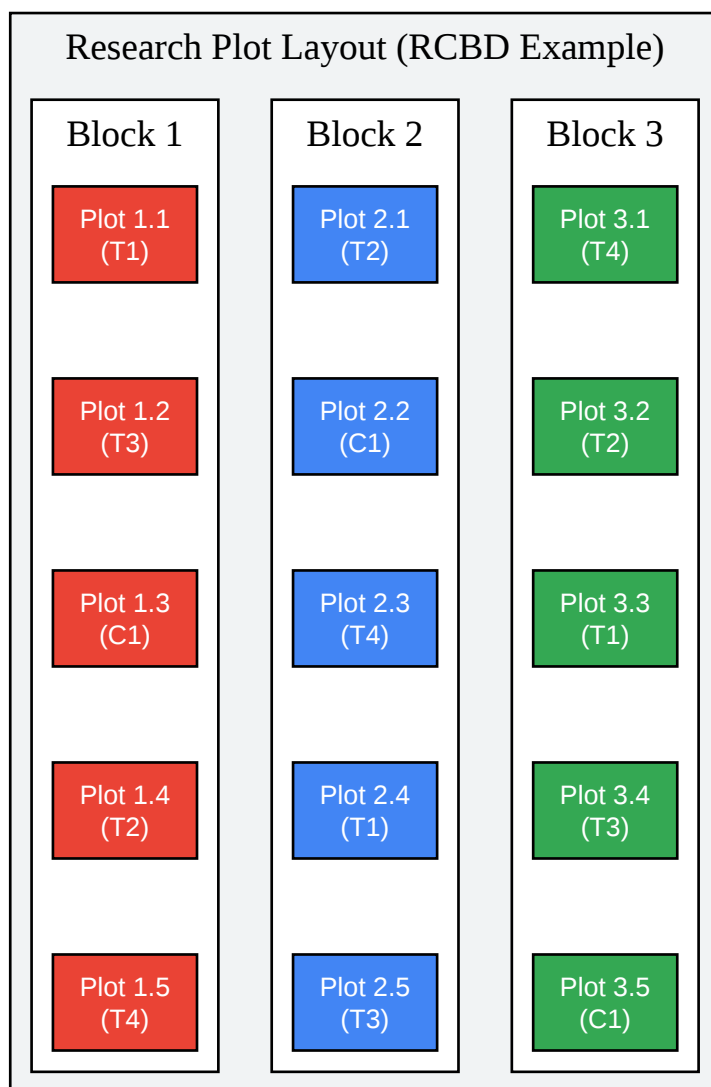 Research Plot Layout (RCBD Example)
Block 1
Plot 1.1
(T1)
Plot 1.2
(T3)
Plot 1.3
(C1)
Plot 1.4
(T2)
Plot 1.5
(T4)
Block 2
Plot 2.1
(T2)
Plot 2.2
(C1)
Plot 2.3
(T4)
Plot 2.4
(T1)
Plot 2.5
(T3)
Block 3
Plot 3.1
(T4)
Plot 3.2
(T2)
Plot 3.3
(T1)
Plot 3.4
(T3)
Plot 3.5
(C1)